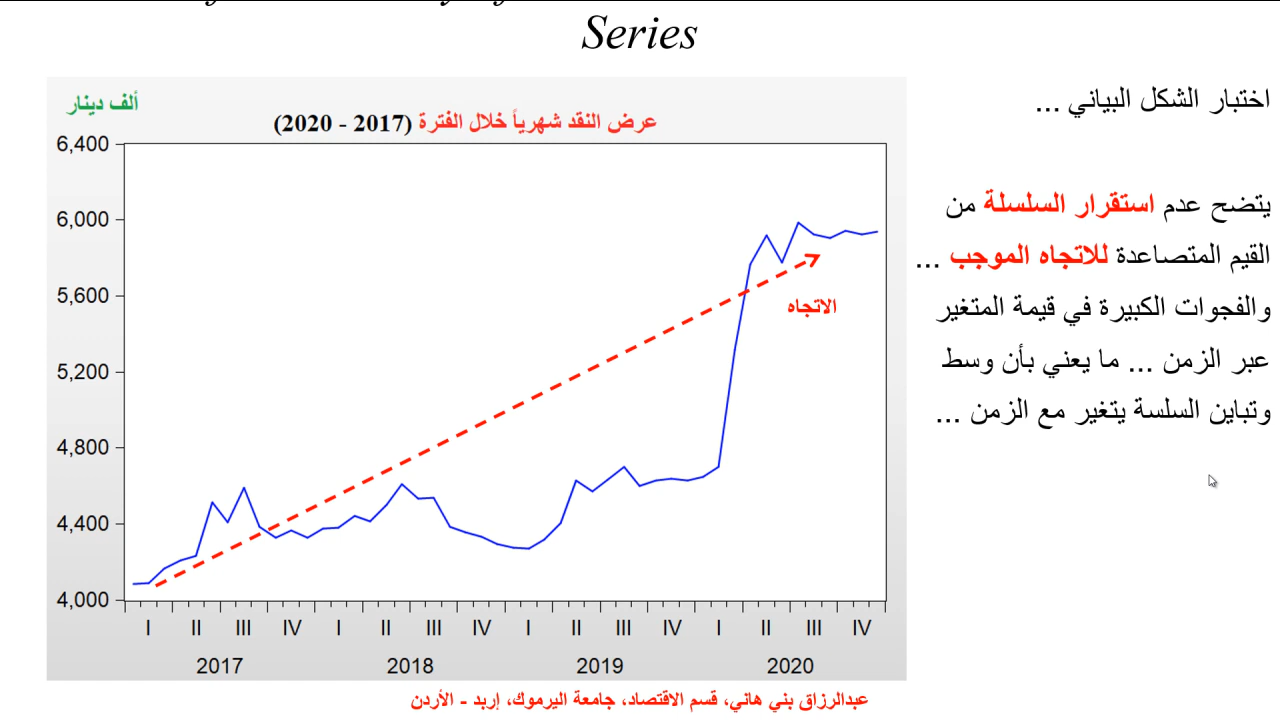 Series
ألف دينار
عرض النقد شهرياً خلال الفترة (2017 - 2020)
6,400
6,000
5,600
5,200
4,800
4,400
4,000
الاتجاه
I II III IV I II III IV I II III IV I II III IV
2017 2018 2019 2020
عبدالرزاق بني هاني، قسم الاقتصاد، جامعة اليرموك، إربد - الأردن
اختبار الشكل البياني ...
يتضح عدم استقرار السلسلة من
القيم المتصاعدة للاتجاه الموجب ...
والفجوات الكبيرة في قيمة المتغير
عبر الزمن ... ما يعني بأن وسط
وتباين السلسة يتغير مع الزمن ...